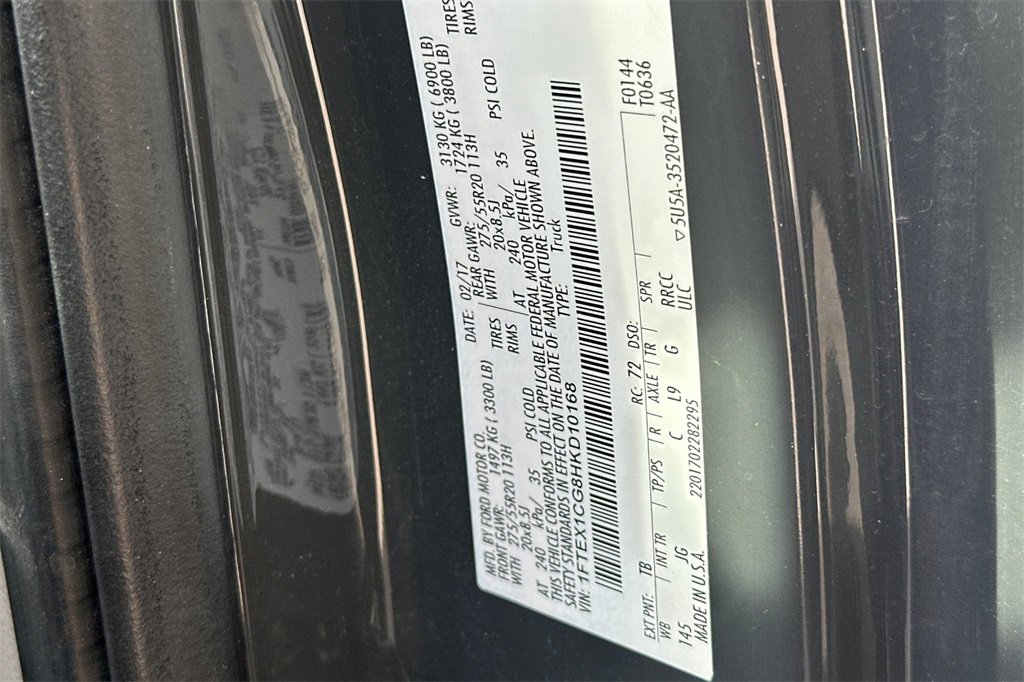 MFD. BY FORD MOTOR CO.
DATE: 02/17 GVWR: 3130 KG ( 6900 LB)
FRONT GAWR: 1497 KG ( 3300 LB) REAR GAWR: 1724 KG ( 3800 LB)
WITH 275/55R20 113H TIRES WITH 275/55R20 113H TIRES
20x8.5J RIMS 20x8.5J RIMS
AT 240 kPa/ 35 PSI COLD AT 240 kPa/ 35 PSI COLD
THIS VEHICLE CONFORMS TO ALL APPLICABLE FEDERAL MOTOR VEHICLE
SAFETY STANDARDS IN EFFECT ON THE DATE OF MANUFACTURE SHOWN ABOVE.
VIN: 1FTEX1CG8HKD10168 TYPE: Truck
F0144
T0636
EXT PNT: TB RC: 72 DSO:
WB INT TR TP/PS R AXLE TR SPR
145 JG C L9 G RRCC
MADE IN U.S.A. 2201702282295 ULC ▽ 5U5A-3520472-AA